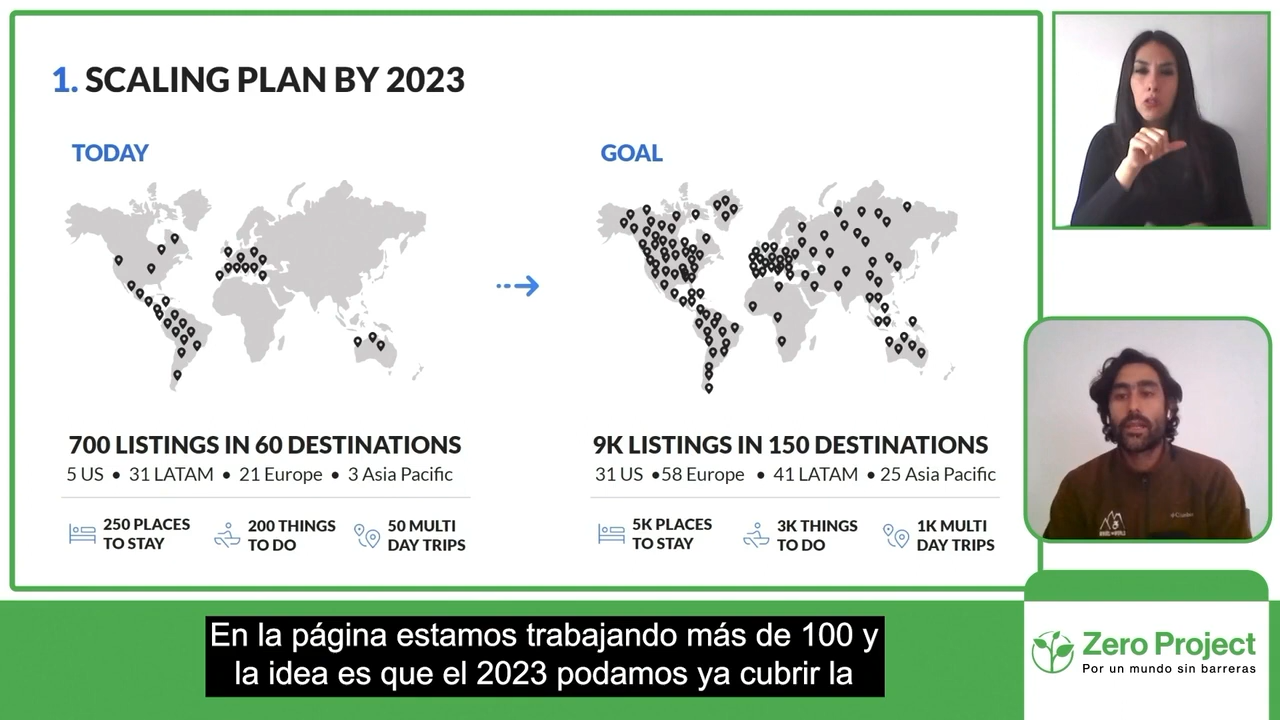 1. SCALING PLAN BY 2023
TODAY
700 LISTINGS IN 60 DESTINATIONS
5 US • 31 LATAM • 21 Europe • 3 Asia Pacific
250 PLACES
TO STAY
200 THINGS
TO DO
50 MULTI
DAY TRIPS
GOAL
9K LISTINGS IN 150 DESTINATIONS
31 US •58 Europe • 41 LATAM • 25 Asia Pacific
5K PLACES
TO STAY
3K THINGS
TO DO
1K MULTI
DAY TRIPS
En la página estamos trabajando más de 100 y
la idea es que el 2023 podamos ya cubrir la
Zero Project
Por un mundo sin barreras